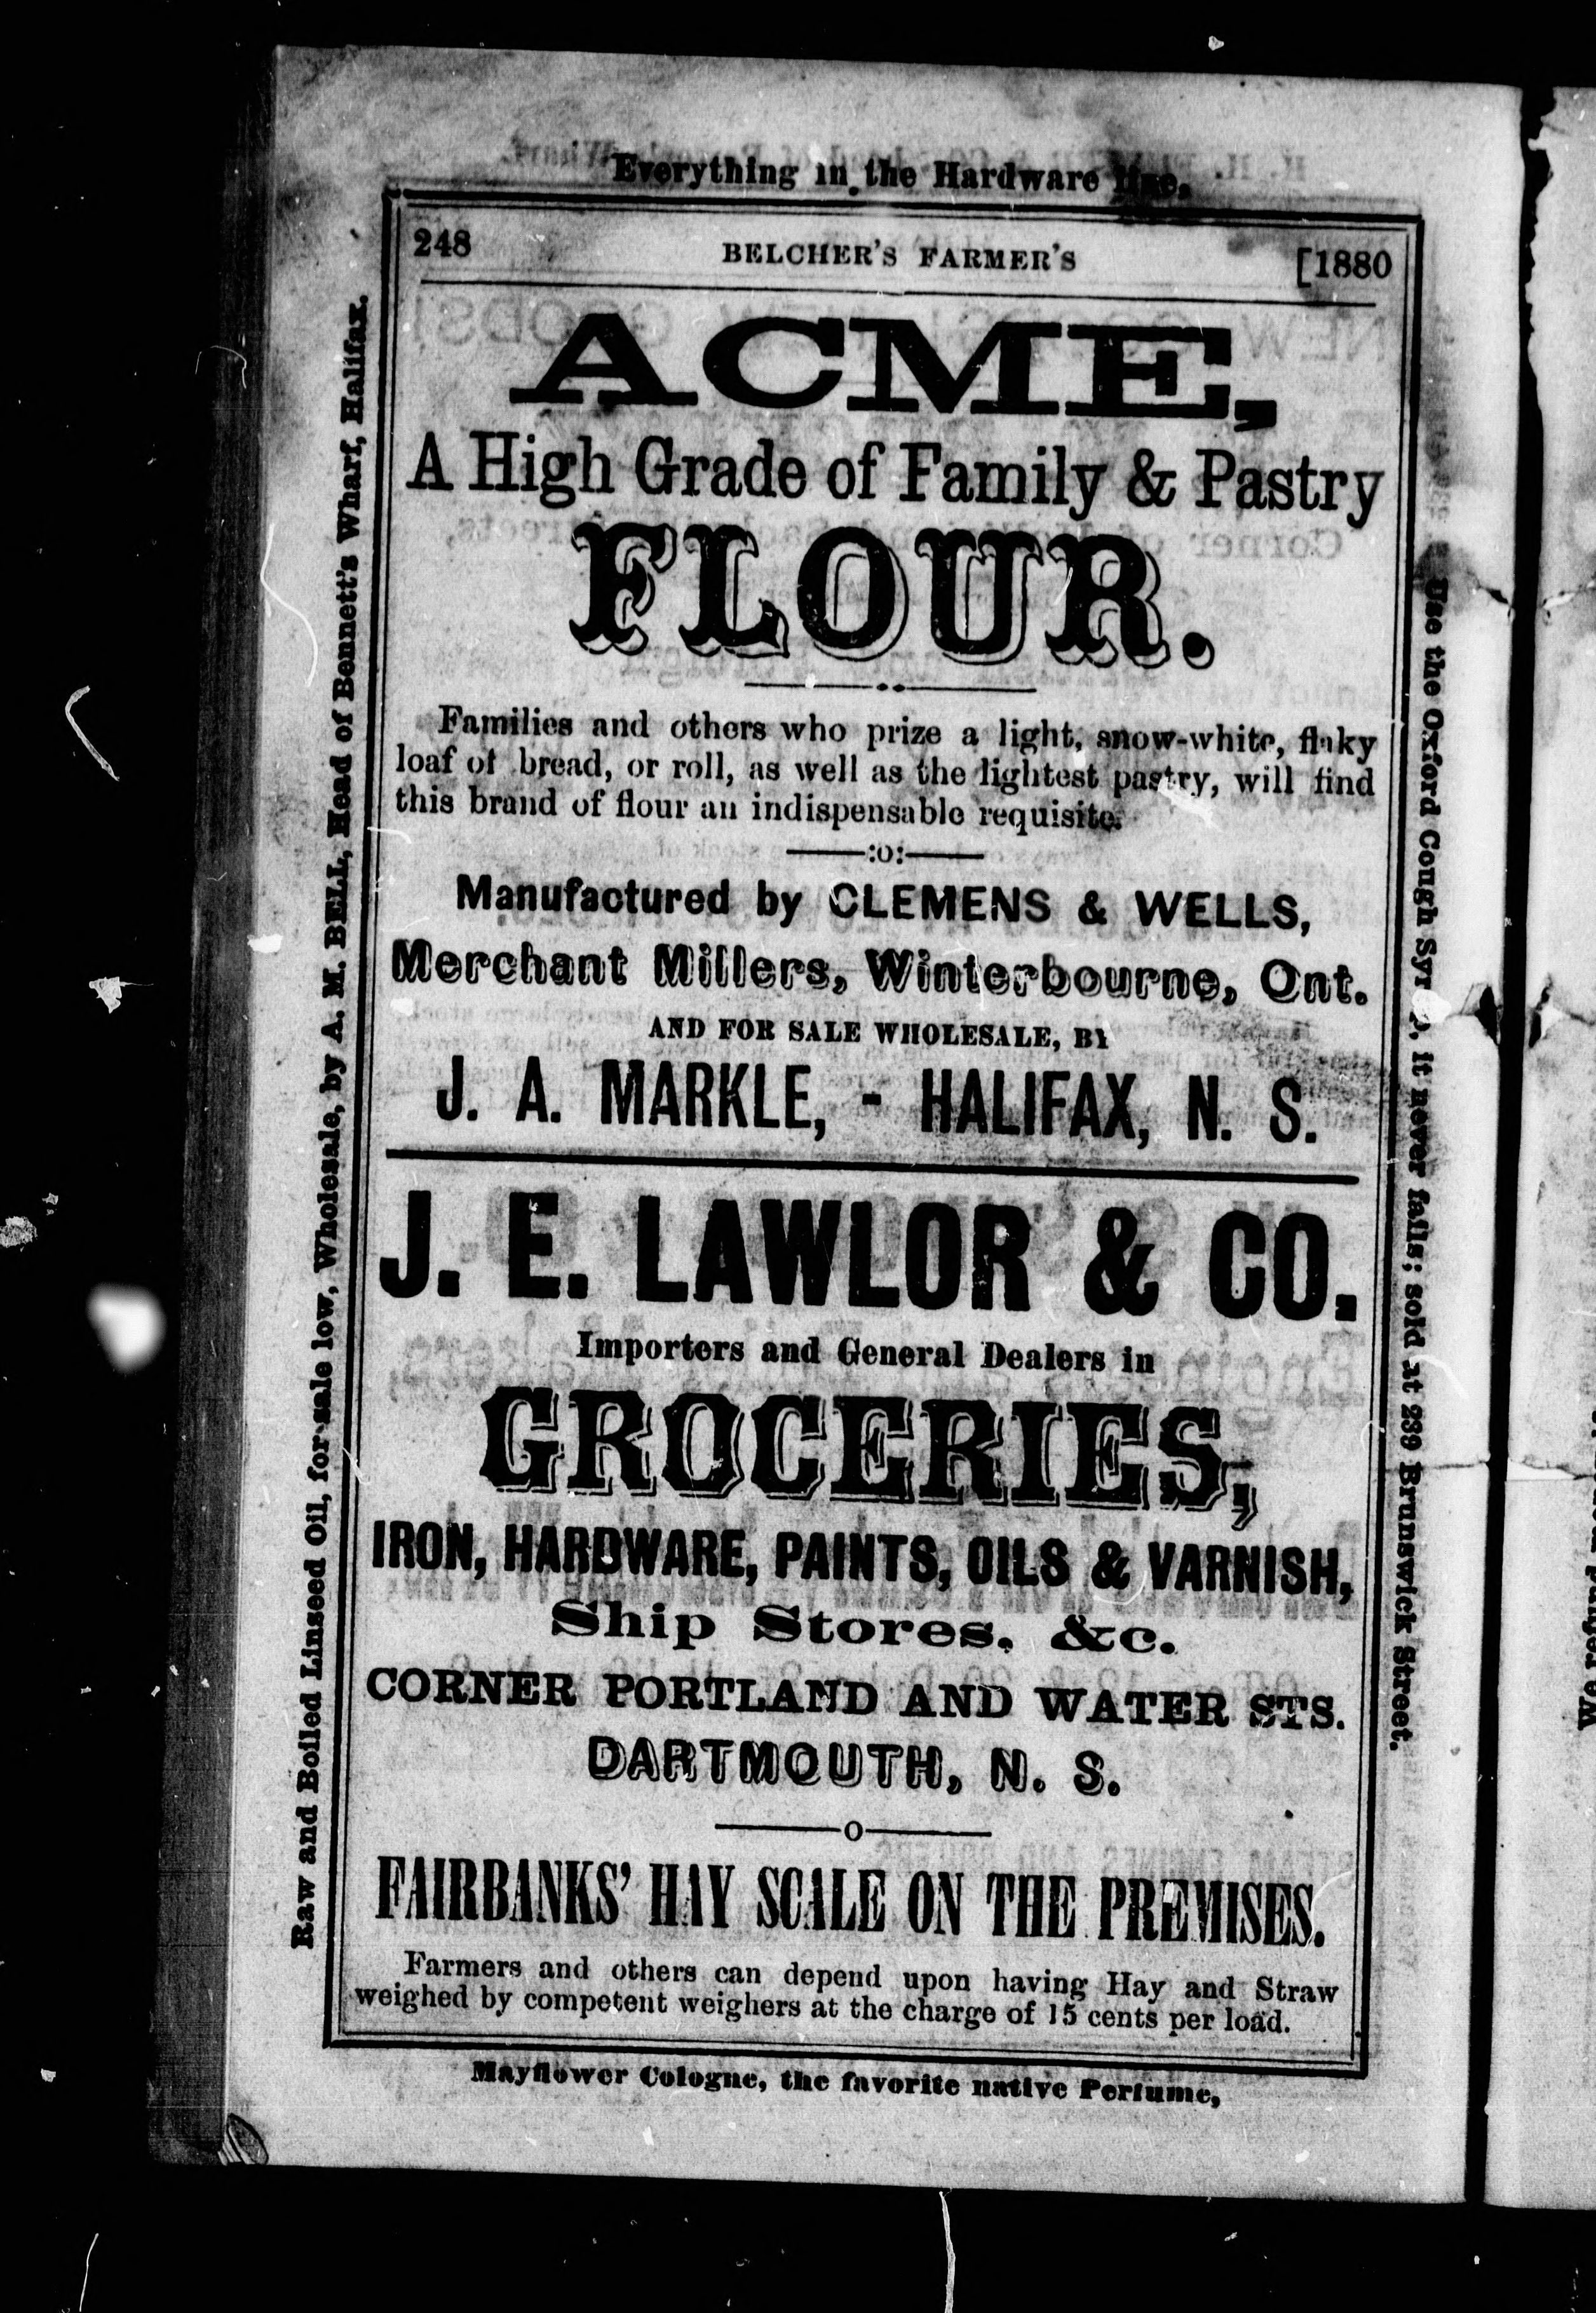 Everything in the Hardware line.
248 BELCHER'S FARMER'S [1880
ACME,
A High Grade of Family & Pastry
FLOUR.
Families and others who prize a light, snow-white, flaky
loaf of bread, or roll, as well as the lightest pastry, will find
this brand of flour an indispensable requisite.
:o:
Manufactured by CLEMENS & WELLS,
Merchant Millers, Winterbourne, Ont.
AND FOR SALE WHOLESALE, BY
J. A. MARKLE, - HALIFAX, N. S.
J. E. LAWLOR & CO.
Importers and General Dealers in
GROCERIES,
IRON, HARDWARE, PAINTS, OILS & VARNISH,
Ship Stores, &c.
CORNER PORTLAND AND WATER STS.
DARTMOUTH, N. S.
o
FAIRBANKS' HAY SCALE ON THE PREMISES.
Farmers and others can depend upon having Hay and Straw
weighed by competent weighers at the charge of 15 cents per load.
Mayflower Cologne, the favorite native Perfume,
Raw and Boiled Linseed Oil, for sale low, Wholesale, by A. M. BELL, Head of Bennett's Wharf, Halifax.
Use the Oxford Cough Syrup, it never fails; sold at 239 Brunswick Street.